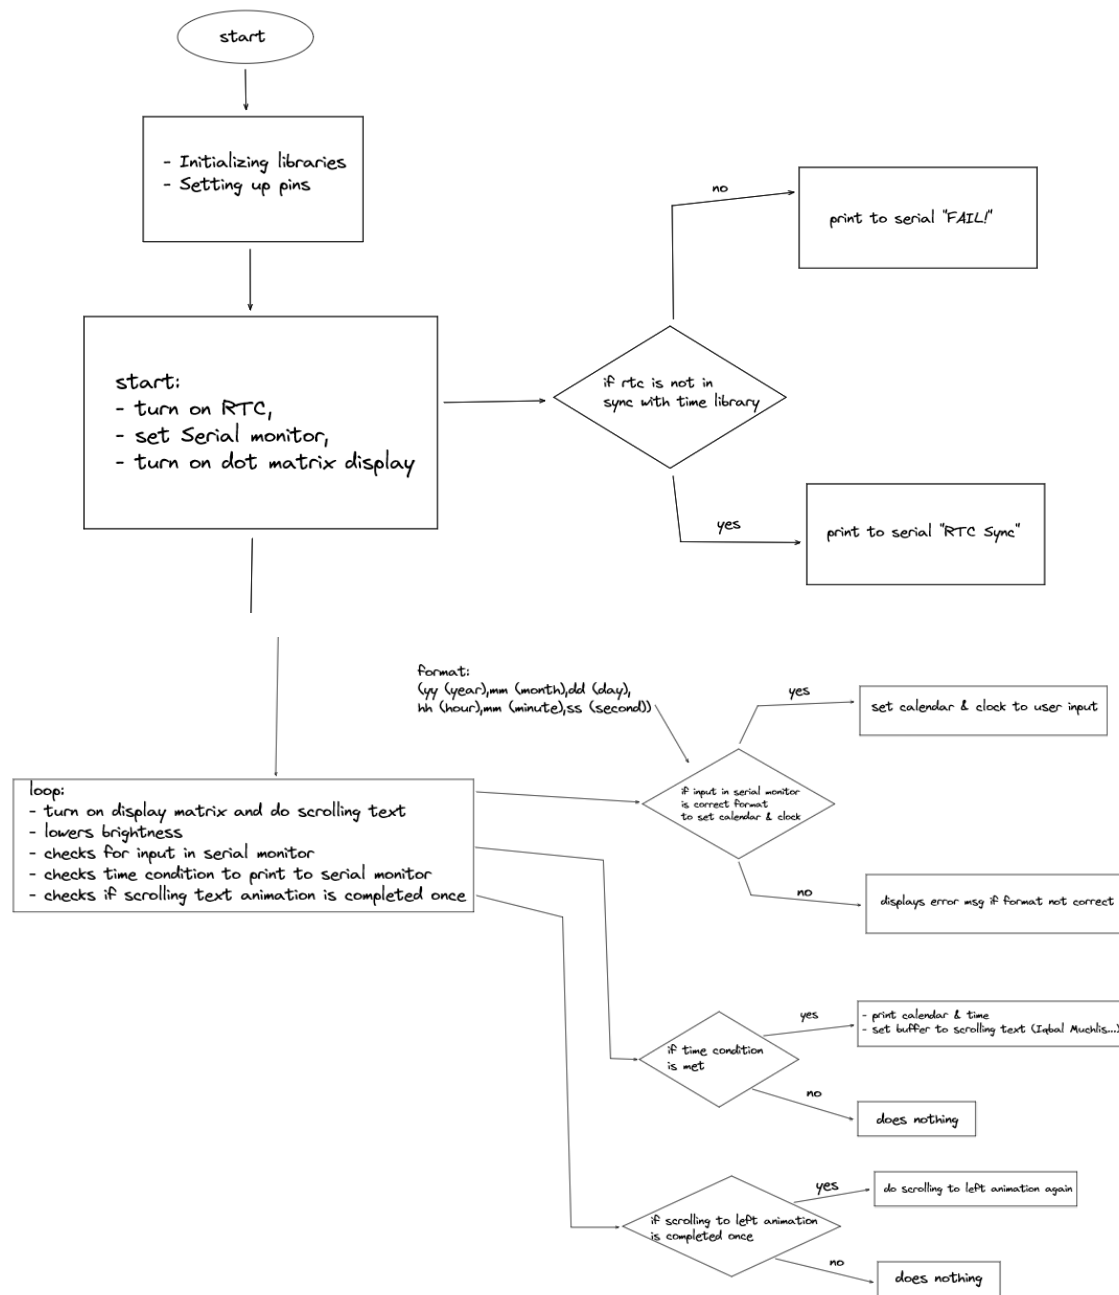 start
- Initializing libraries
- Setting up pins
no
print to serial "FAIL!"
start:
- turn on RTC,
- set Serial monitor,
- turn on dot matrix display
if rtc is not in
sync with time library
yes
print to serial "RTC Sync"
format:
(yy (year),mm (month),dd (day),
hh (hour),mm (minute),ss (second))
yes
set calendar & clock to user input
loop:
- turn on display matrix and do scrolling text
- lowers brightness
- checks for input in serial monitor
- checks time condition to print to serial monitor
- checks if scrolling text animation is completed once
if input in serial monitor
is correct format
to set calendar & clock
no
displays error msg if format not correct
yes
- print calendar & time
- set buffer to scrolling text (Iqbal Muchlis...)
if time condition
is met
no
does nothing
yes
do scrolling to left animation again
if scrolling to left animation
is completed once
no
does nothing